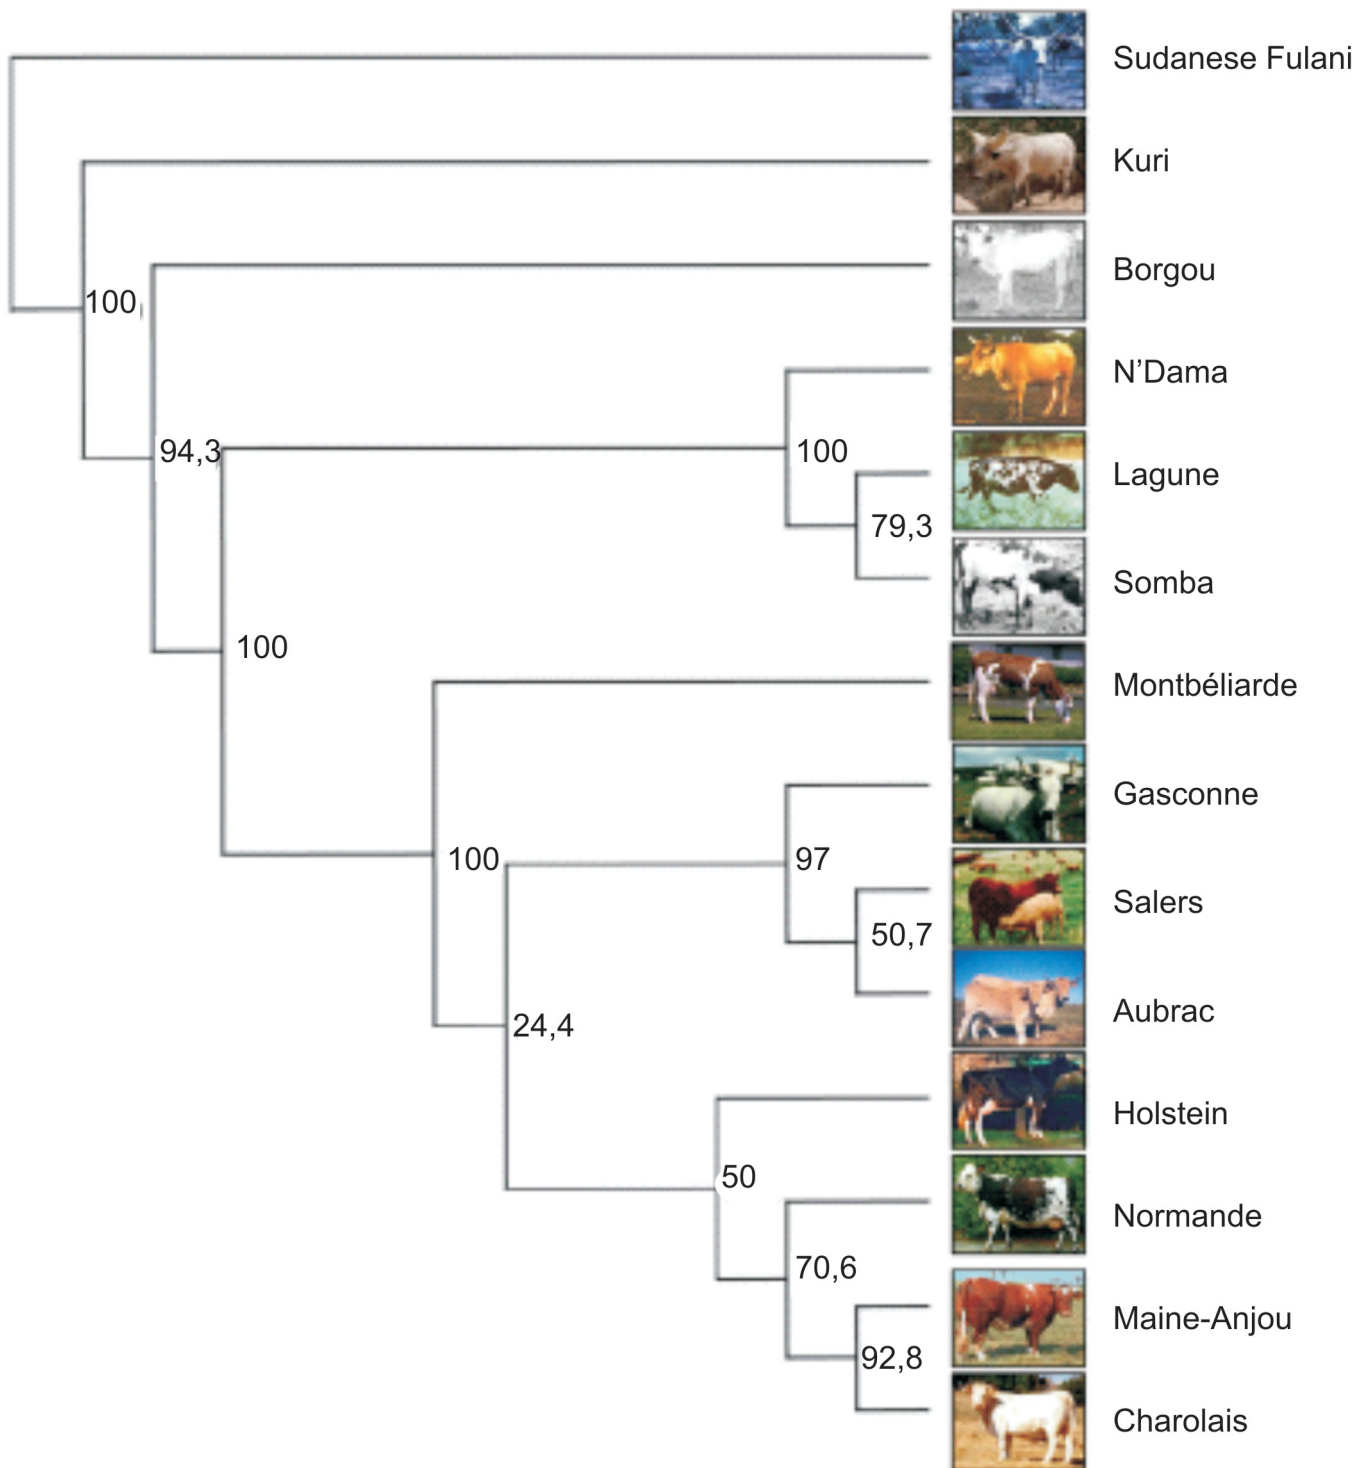 Sudanese Fulani
Kuri
Borgou
100
N’Dama
94,3
100
Lagune
79,3
Somba
100
Montbéliarde
Gasconne
100
97
Salers
50,7
Aubrac
24,4
Holstein
50
Normande
70,6
Maine-Anjou
92,8
Charolais